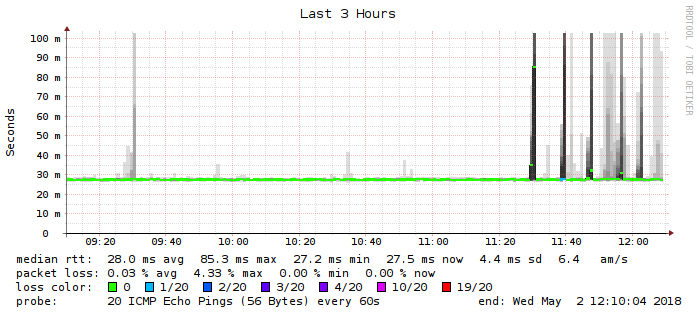 Last 3 Hours
RRDTOOL / TOBI OETIKER
Seconds
100 m
90 m
80 m
70 m
60 m
50 m
40 m
30 m
20 m
10 m
0
09:20 09:40 10:00 10:20 10:40 11:00 11:20 11:40 12:00
median rtt: 28.0 ms avg 85.3 ms max 27.2 ms min 27.5 ms now 4.4 ms sd 6.4 am/s
packet loss: 0.03 % avg 4.33 % max 0.00 % min 0.00 % now
loss color: 0 1/20 2/20 3/20 4/20 10/20 19/20
probe: 20 ICMP Echo Pings (56 Bytes) every 60s end: Wed May 2 12:10:04 2018